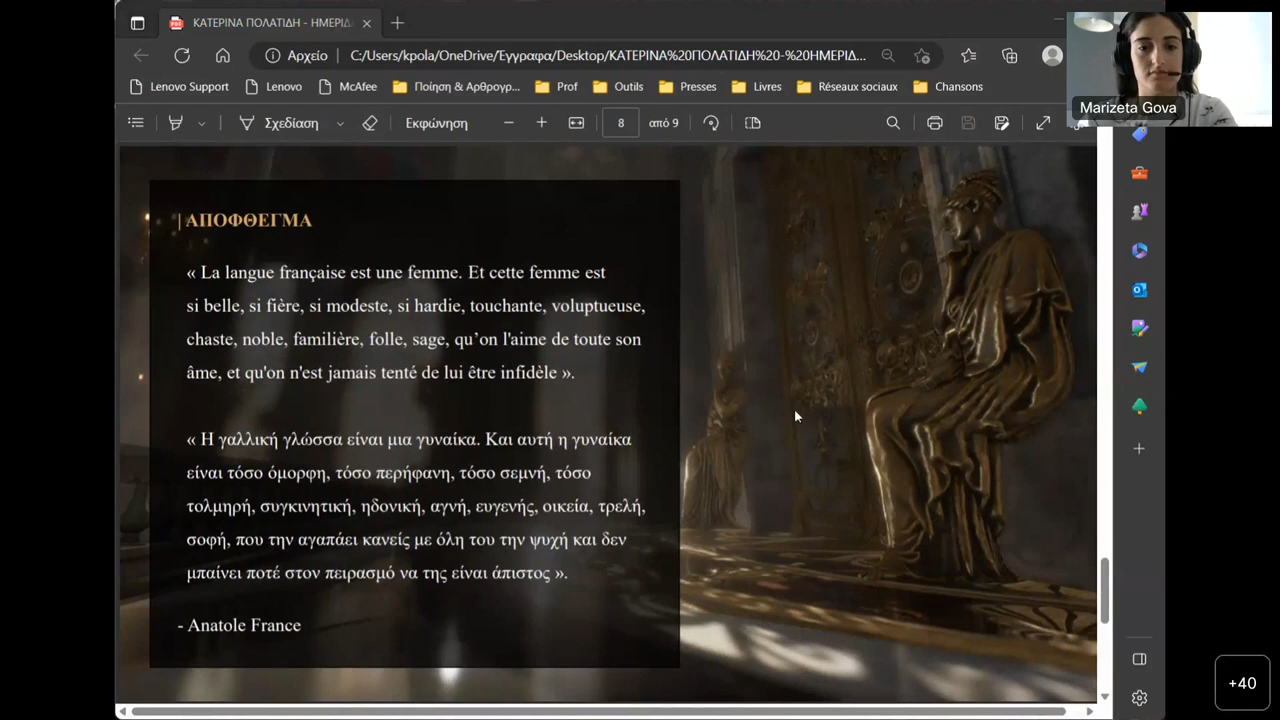 ΚΑΤΕΡΙΝΑ ΠΟΛΑΤΙΔΗ - ΗΜΕΡΙΔ
Αρχείο
C:/Users/kpola/OneDrive/Έγγραφα/Desktop/ΚΑΤΕΡΙΝΑ%20ΠΟΛΑΤΙΔΗ%20-%20ΗΜΕΡΙΔ...
Lenovo Support
Lenovo
McAfee
Ποίηση & Αρθρογρ...
Prof
Outils
Presses
Livres
Réseaux sociaux
Chansons
Σχεδίαση
Εκφώνηση
8
από 9
Marizeta Gova
| ΑΠΟΦΘΕΓΜΑ
« La langue française est une femme. Et cette femme est
si belle, si fière, si modeste, si hardie, touchante, voluptueuse,
chaste, noble, familière, folle, sage, qu’on l'aime de toute son
âme, et qu'on n'est jamais tenté de lui être infidèle ».
« Η γαλλική γλώσσα είναι μια γυναίκα. Και αυτή η γυναίκα
είναι τόσο όμορφη, τόσο περήφανη, τόσο σεμνή, τόσο
τολμηρή, συγκινητική, ηδονική, αγνή, ευγενής, οικεία, τρελή,
σοφή, που την αγαπάει κανείς με όλη του την ψυχή και δεν
μπαίνει ποτέ στον πειρασμό να της είναι άπιστος ».
- Anatole France
+40